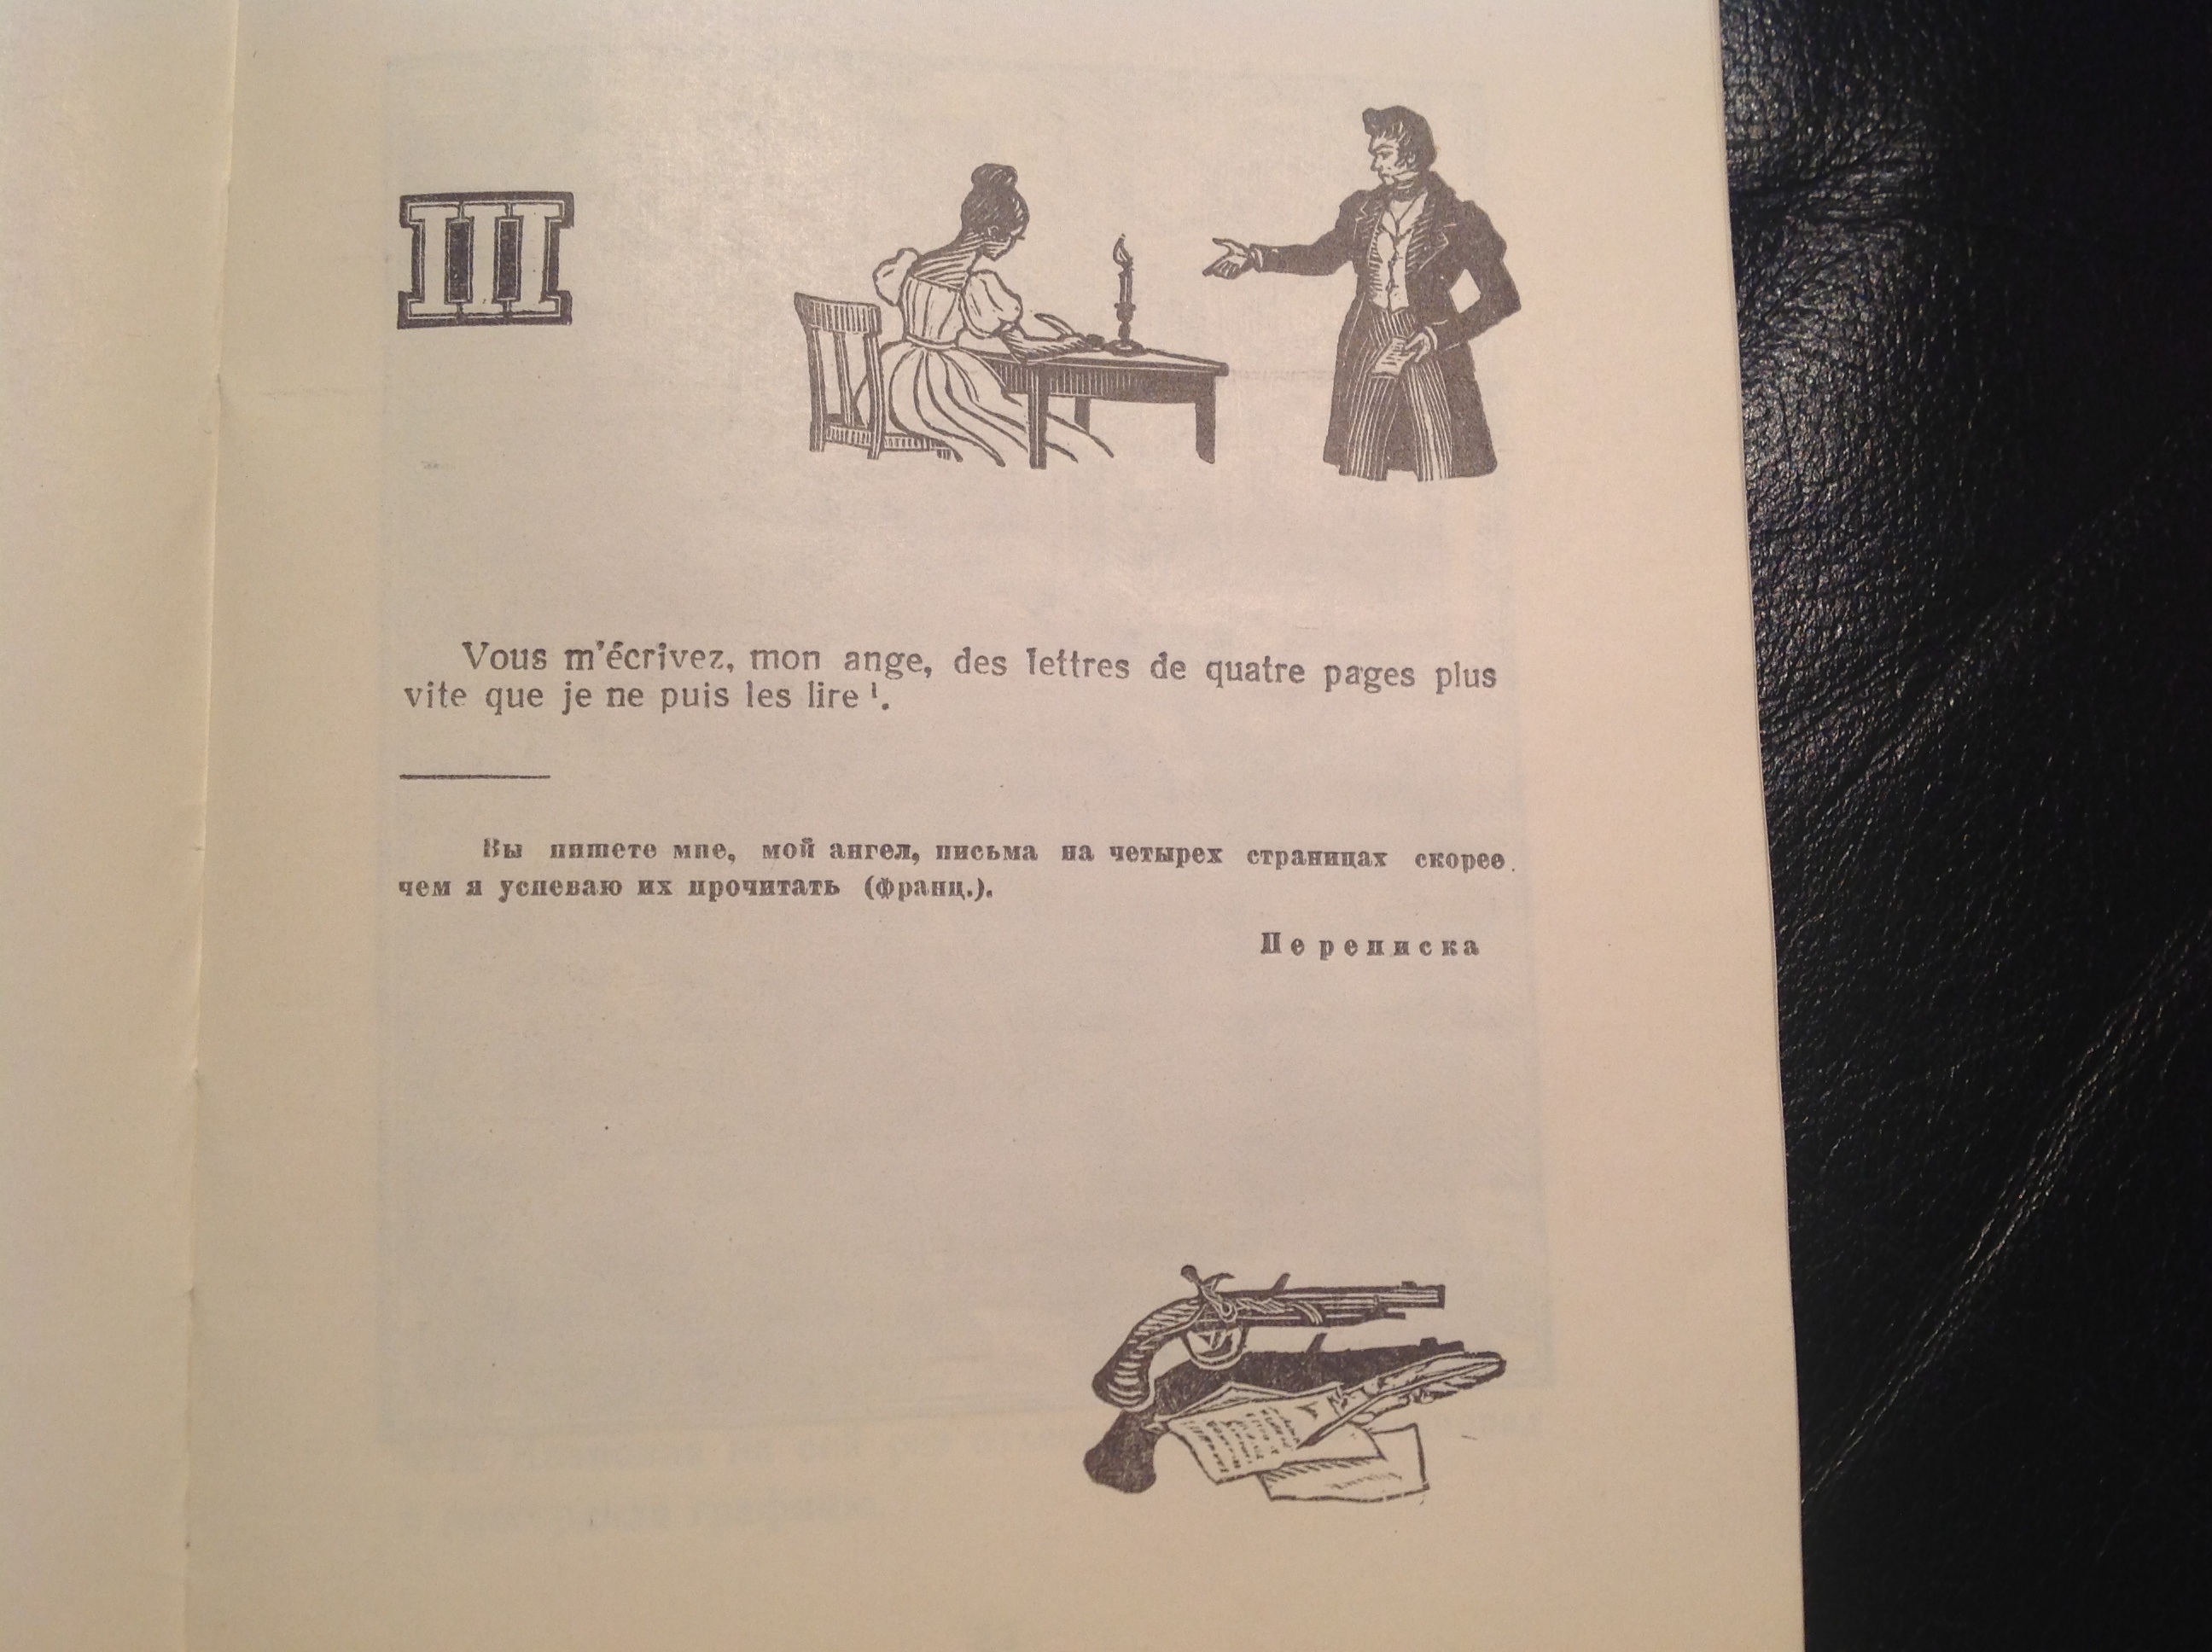 III
Vous m'écrivez, mon ange, des lettres de quatre pages plus
vite que je ne puis les lire ¹.
Вы пишете мне, мой ангел, письма на четырех страницах скорее.
чем я успеваю их прочитать (франц.).
Переписка